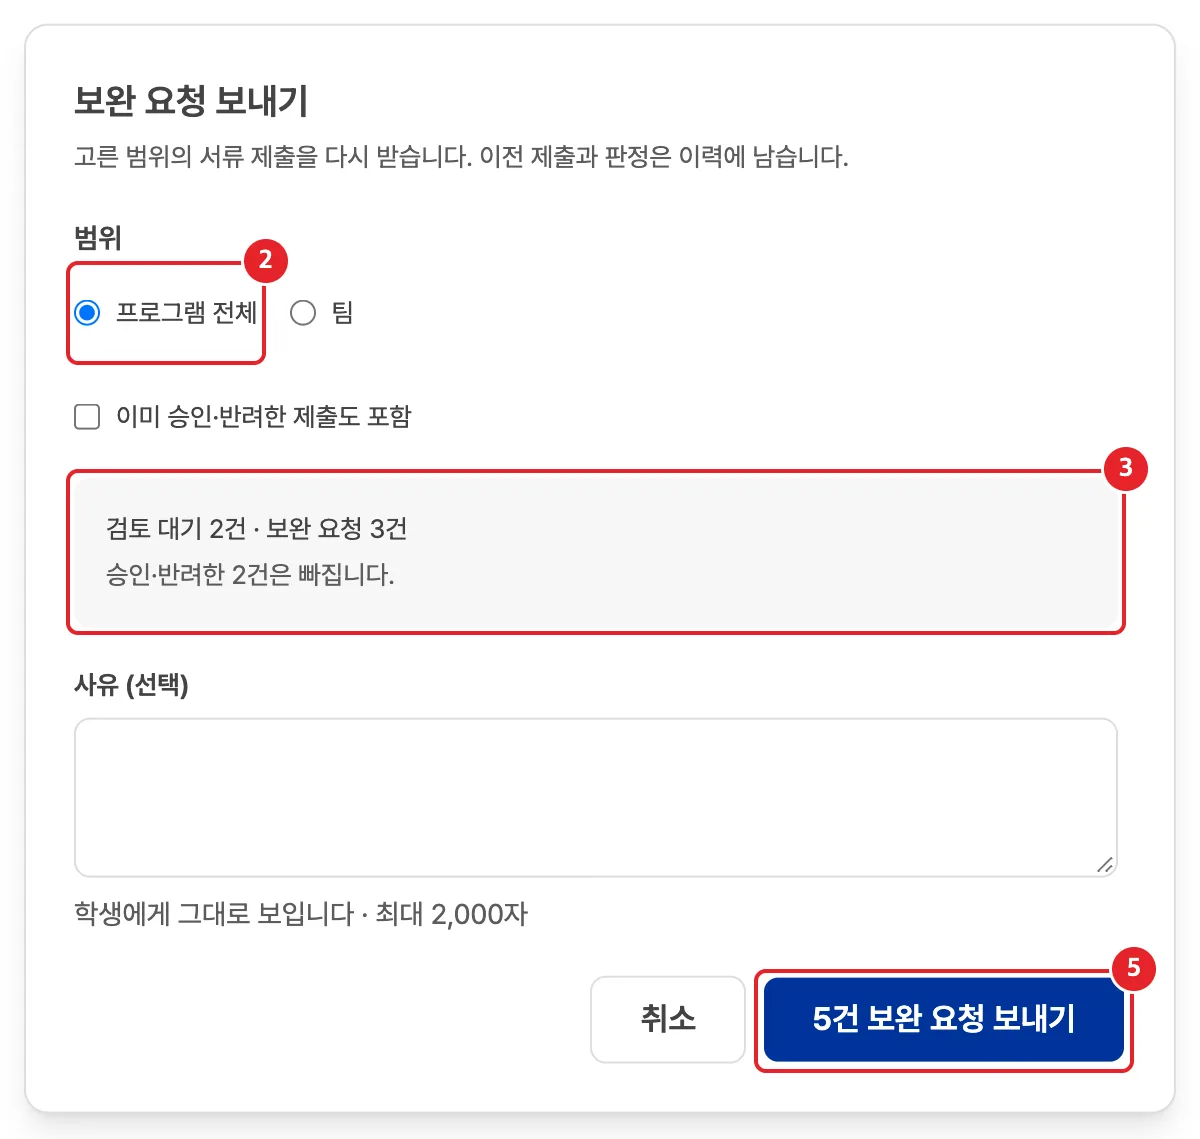 보완 요청 보내기
고른 범위의 서류 제출을 다시 받습니다. 이전 제출과 판정은 이력에 남습니다.
범위
2
프로그램 전체 팀
이미 승인·반려한 제출도 포함
3
검토 대기 2건 · 보완 요청 3건
승인·반려한 2건은 빠집니다.
사유 (선택)
학생에게 그대로 보입니다 · 최대 2,000자
5
취소 5건 보완 요청 보내기